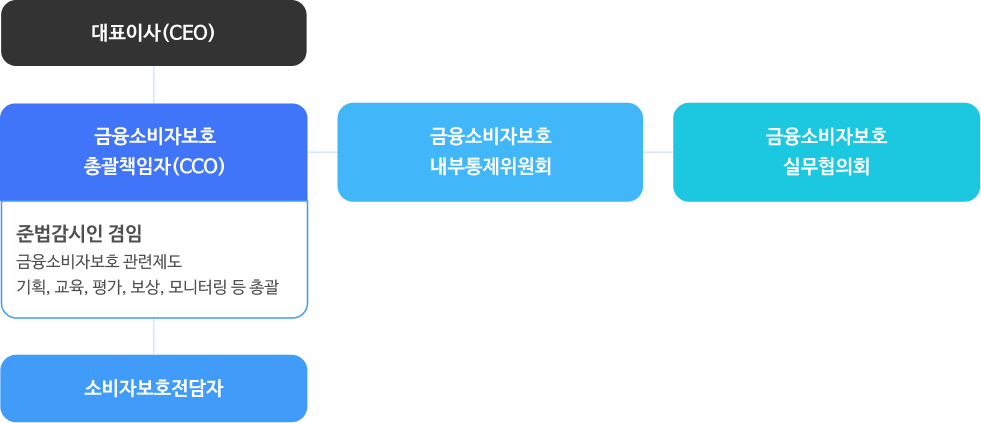 대표이사(CEO)
금융소비자보호
총괄책임자(CCO)
금융소비자보호
내부통제위원회
금융소비자보호
실무협의회
준법감시인 겸임
금융소비자보호 관련제도
기획, 교육, 평가, 보상, 모니터링 등 총괄
소비자보호전담자